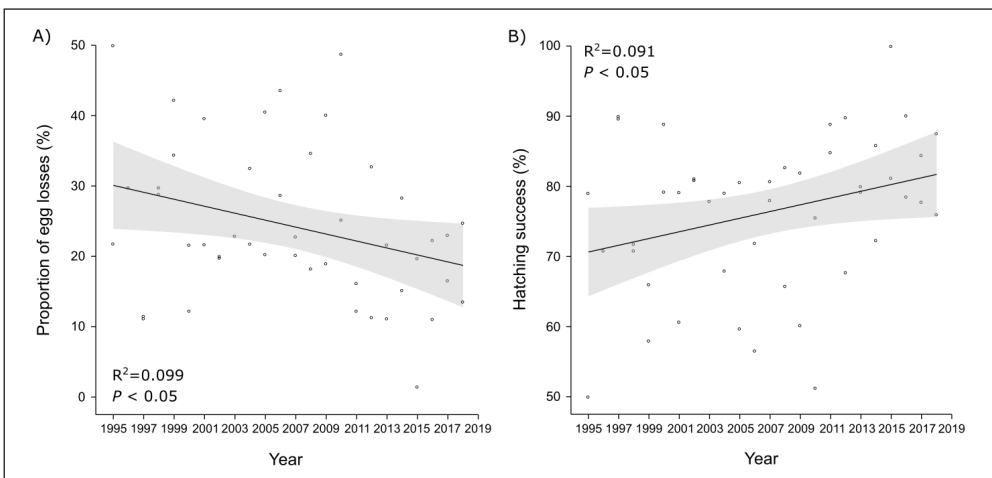 A)
50
40
30
20
10
0
Proportion of egg losses (%)
R²=0.099
P < 0.05
1995 1997 1999 2001 2003 2005 2007 2009 2011 2013 2015 2017 2019
Year
B)
100
90
80
70
60
50
Hatching success (%)
R²=0.091
P < 0.05
1995 1997 1999 2001 2003 2005 2007 2009 2011 2013 2015 2017 2019
Year